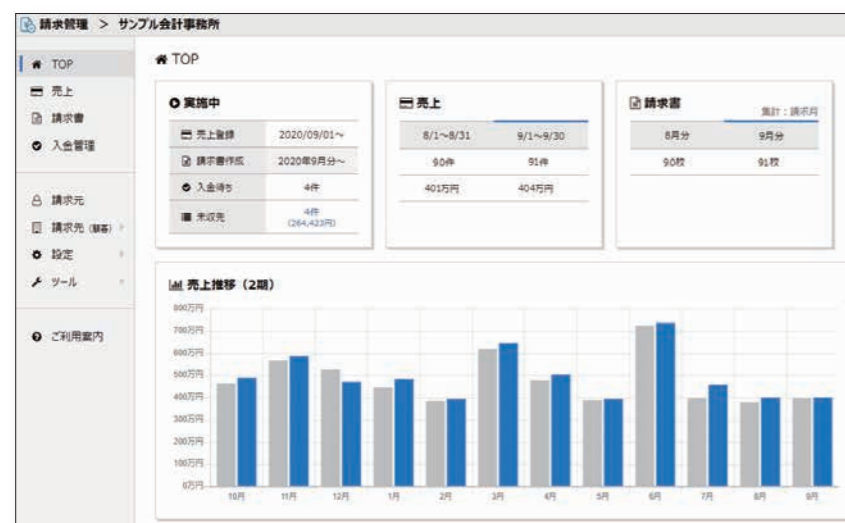 請求管理 > サンプル会計事務所
TOP
売上
請求書
入金管理
請求元
請求先 (顧客)
設定
ツール
ご利用案内
TOP
実施中
売上登録 2020/09/01〜
請求書作成 2020年9月分〜
入金待ち 4件
未収先 4件
(264,423円)
売上
8/1〜8/31 9/1〜9/30
90件 91件
401万円 404万円
請求書 集計：請求月
8月分 9月分
90枚 91枚
売上推移（2期）
800万円
700万円
600万円
500万円
400万円
300万円
200万円
100万円
0万円
10月 11月 12月 1月 2月 3月 4月 5月 6月 7月 8月 9月